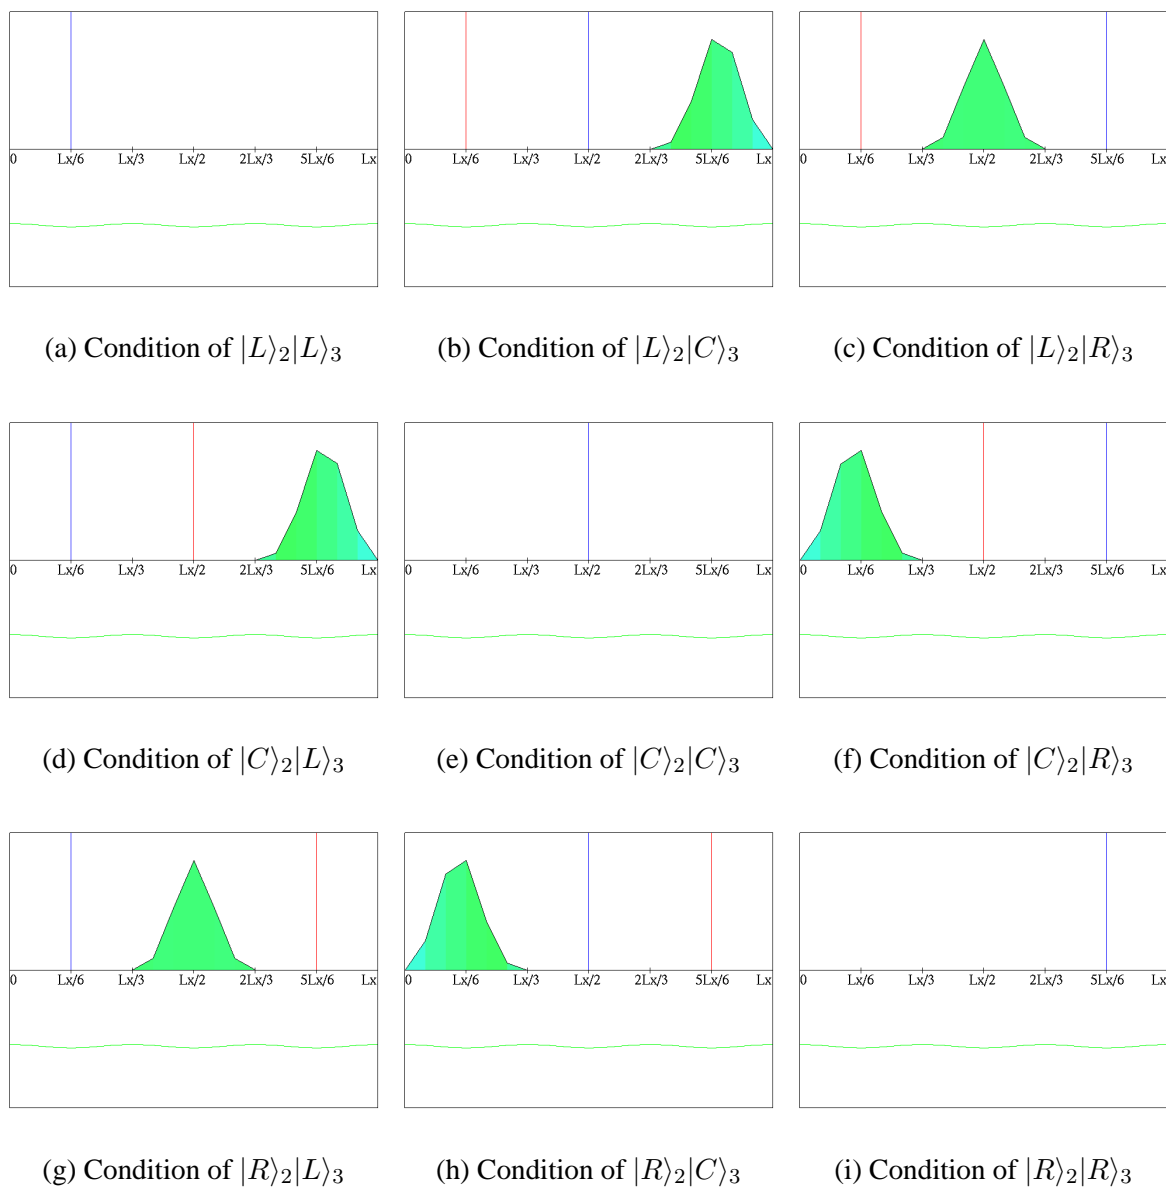 0 Lx/6 Lx/3 Lx/2 2Lx/3 5Lx/6 Lx 0 Lx/6 Lx/3 Lx/2 2Lx/3 5Lx/6 Lx 0 Lx/6 Lx/3 Lx/2 2Lx/3 5Lx/6 Lx
(a) Condition of |L⟩₂|L⟩₃ (b) Condition of |L⟩₂|C⟩₃ (c) Condition of |L⟩₂|R⟩₃
0 Lx/6 Lx/3 Lx/2 2Lx/3 5Lx/6 Lx 0 Lx/6 Lx/3 Lx/2 2Lx/3 5Lx/6 Lx 0 Lx/6 Lx/3 Lx/2 2Lx/3 5Lx/6 Lx
(d) Condition of |C⟩₂|L⟩₃ (e) Condition of |C⟩₂|C⟩₃ (f) Condition of |C⟩₂|R⟩₃
0 Lx/6 Lx/3 Lx/2 2Lx/3 5Lx/6 Lx 0 Lx/6 Lx/3 Lx/2 2Lx/3 5Lx/6 Lx 0 Lx/6 Lx/3 Lx/2 2Lx/3 5Lx/6 Lx
(g) Condition of |R⟩₂|L⟩₃ (h) Condition of |R⟩₂|C⟩₃ (i) Condition of |R⟩₂|R⟩₃